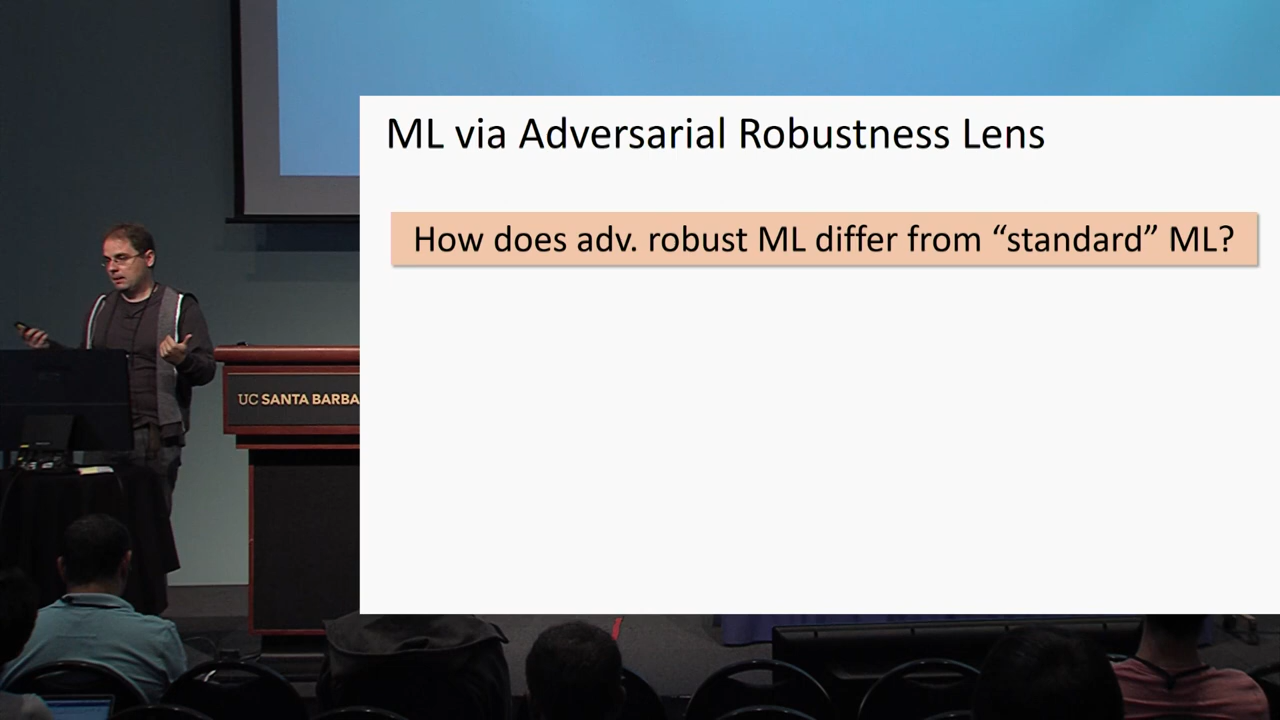 ML via Adversarial Robustness Lens
How does adv. robust ML differ from “standard” ML?
UC SANTA BARBA